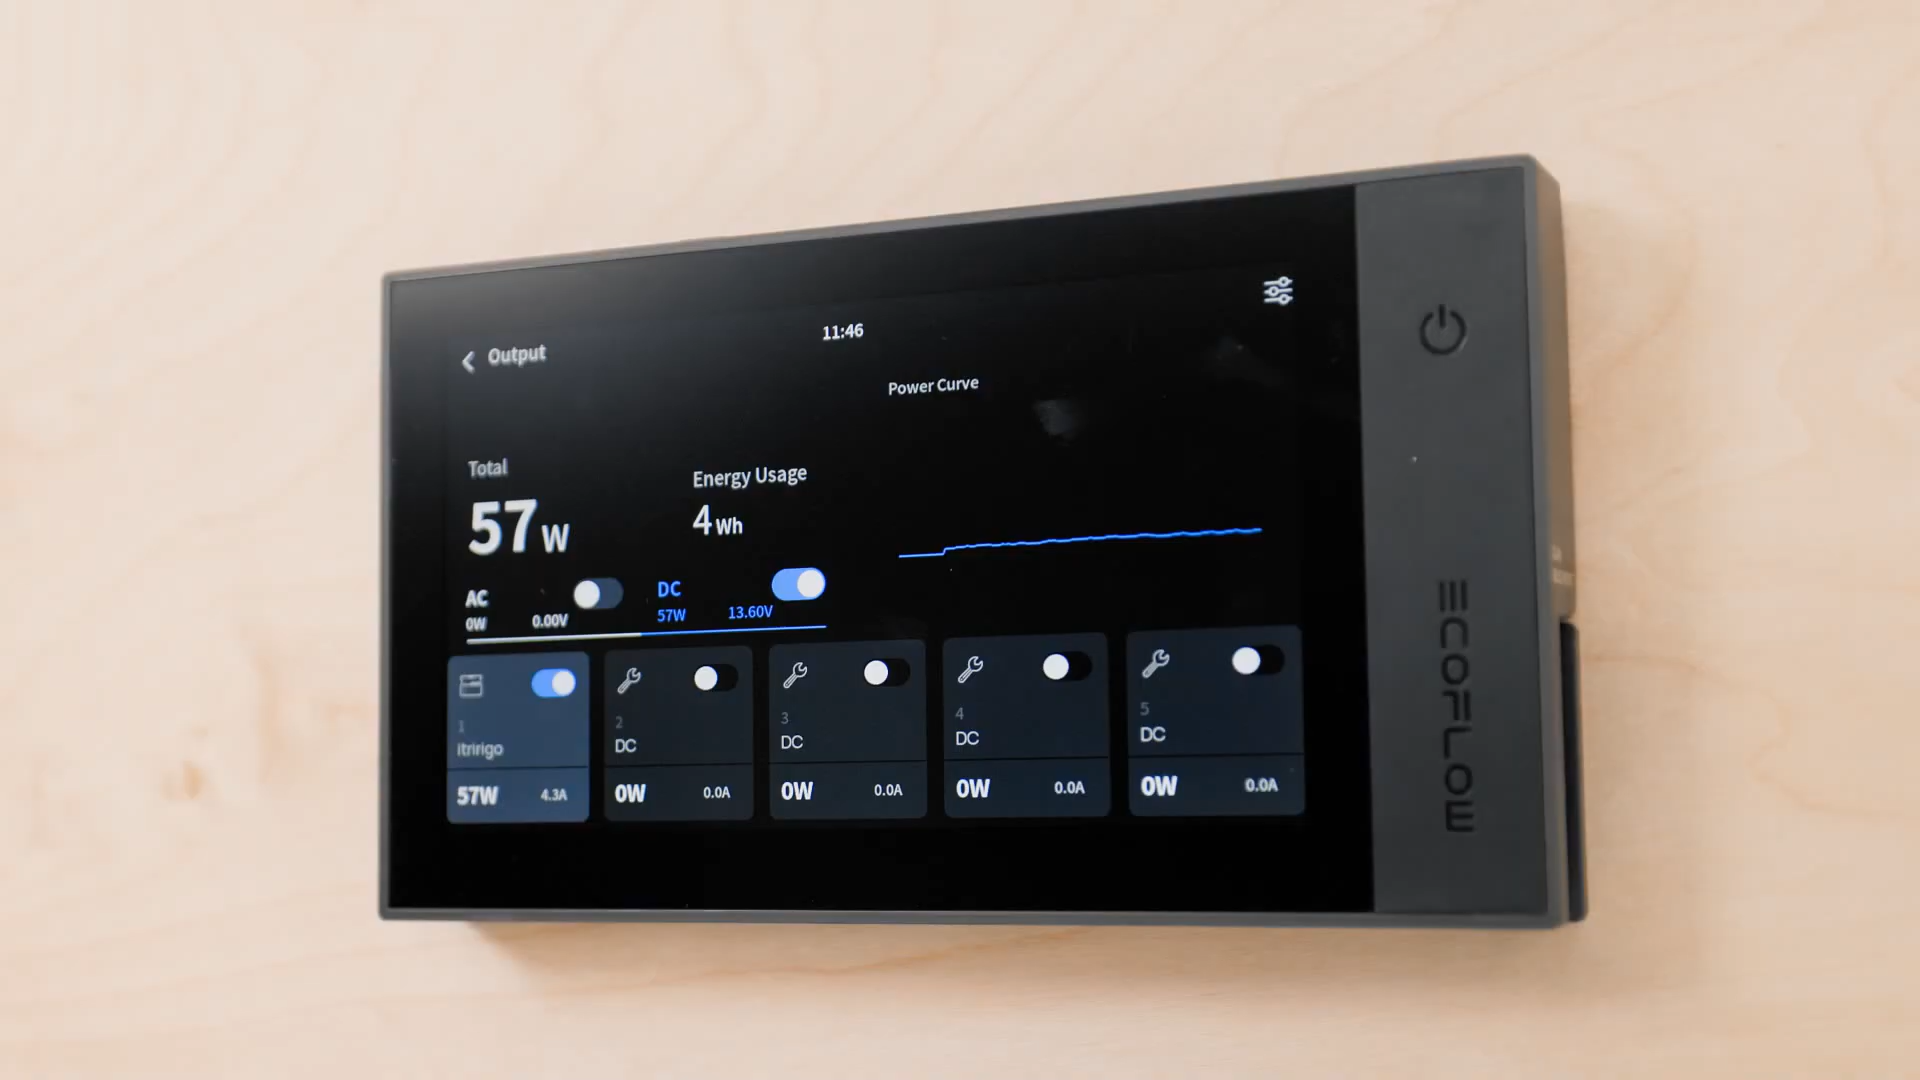 11:46
Output
Power Curve
Total
57W
Energy Usage
4Wh
AC
0W 0.00V
DC
57W 13.60V
1
itririgo
57W 4.3A
2
DC
0W 0.0A
3
DC
0W 0.0A
4
DC
0W 0.0A
5
DC
0W 0.0A
ECOFLOW